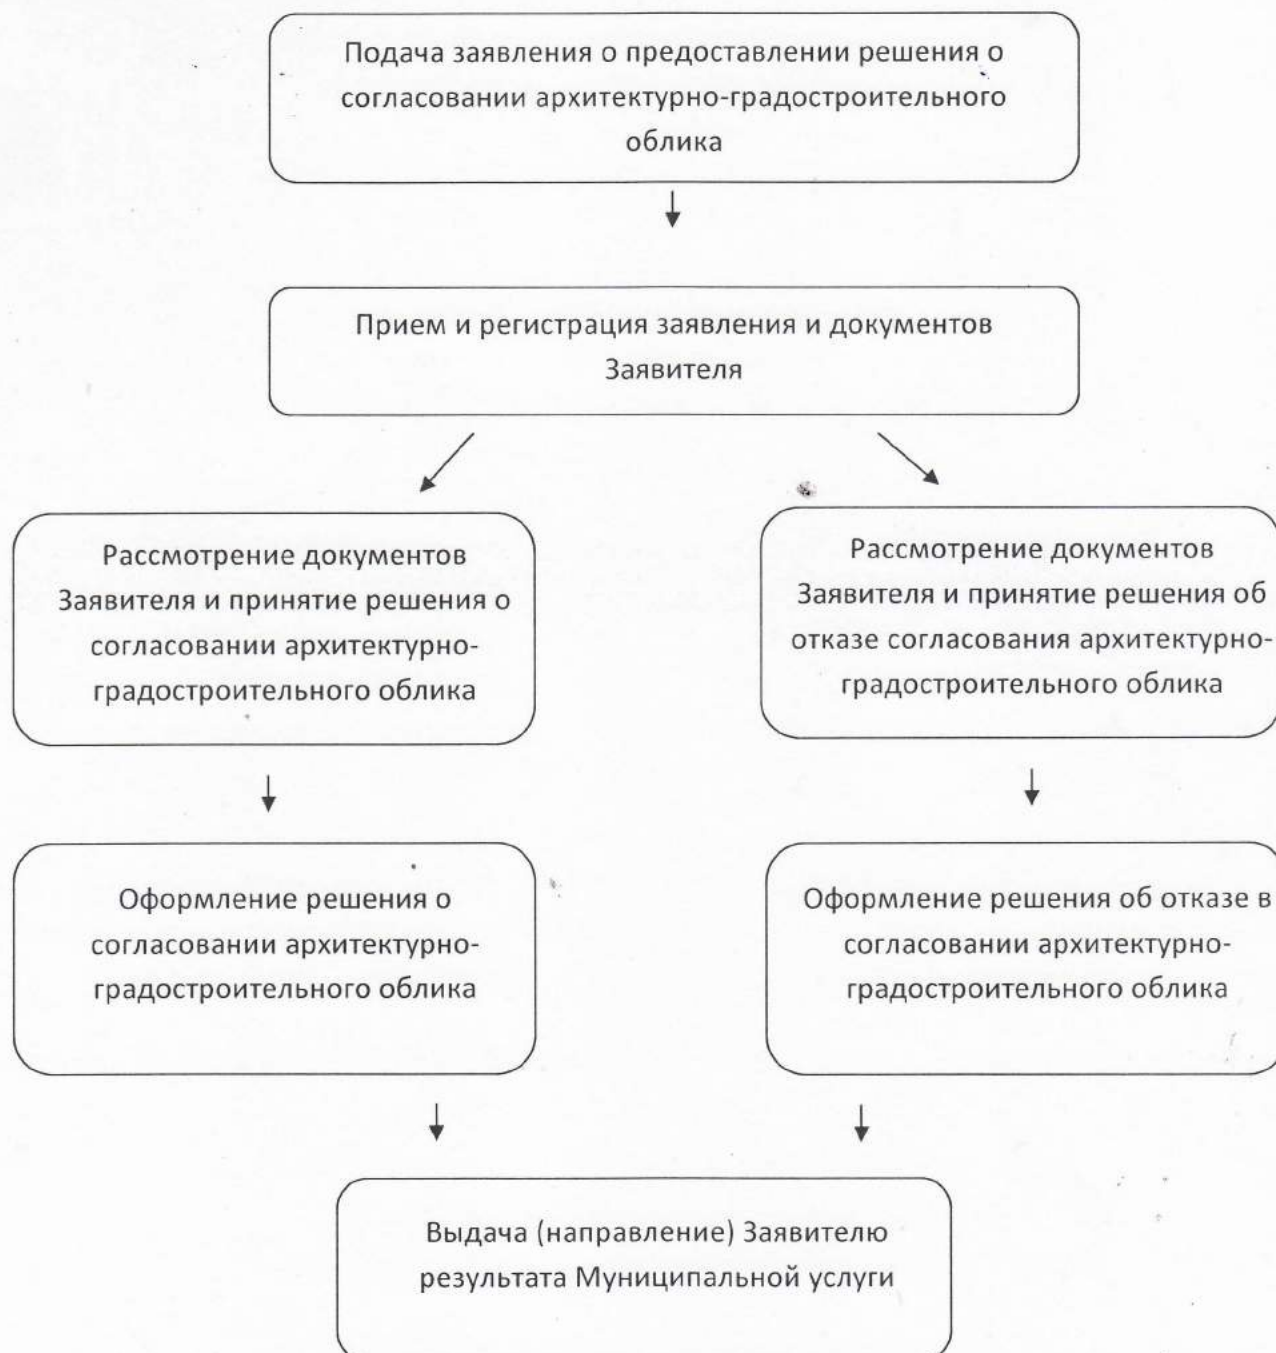 Подача заявления о предоставлении решения о
согласовании архитектурно-градостроительного
облика
Прием и регистрация заявления и документов
Заявителя
Рассмотрение документов
Заявителя и принятие решения о
согласовании архитектурно-
градостроительного облика
Рассмотрение документов
Заявителя и принятие решения об
отказе согласования архитектурно-
градостроительного облика
Оформление решения о
согласовании архитектурно-
градостроительного облика
Оформление решения об отказе в
согласовании архитектурно-
градостроительного облика
Выдача (направление) Заявителю
результата Муниципальной услуги